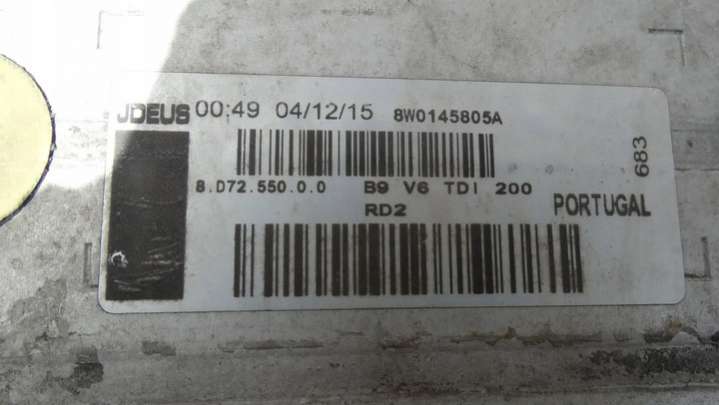 JDEUS 00:49 04/12/15 8W0145805A
8.D72.550.0.0 B9 V6 TDI 200
RD2
PORTUGAL
683